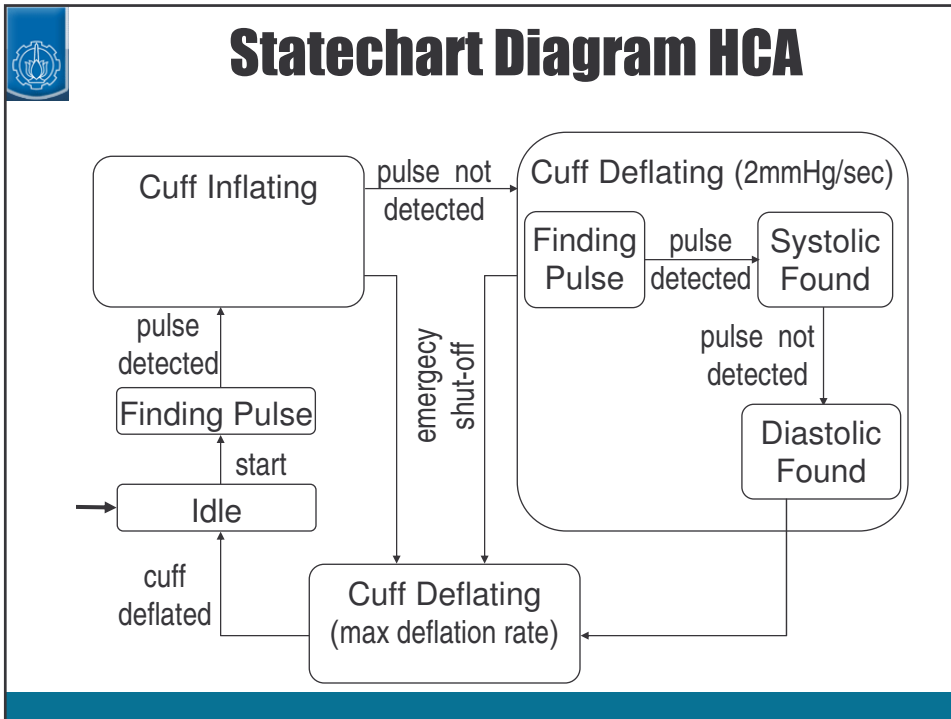 Statechart Diagram HCA
Cuff Inflating
pulse not
detected
Cuff Deflating (2mmHg/sec)
Finding
Pulse
pulse
detected
Systolic
Found
pulse not
detected
Diastolic
Found
emergecy
shut-off
pulse
detected
Finding Pulse
start
Idle
cuff
deflated
Cuff Deflating
(max deflation rate)